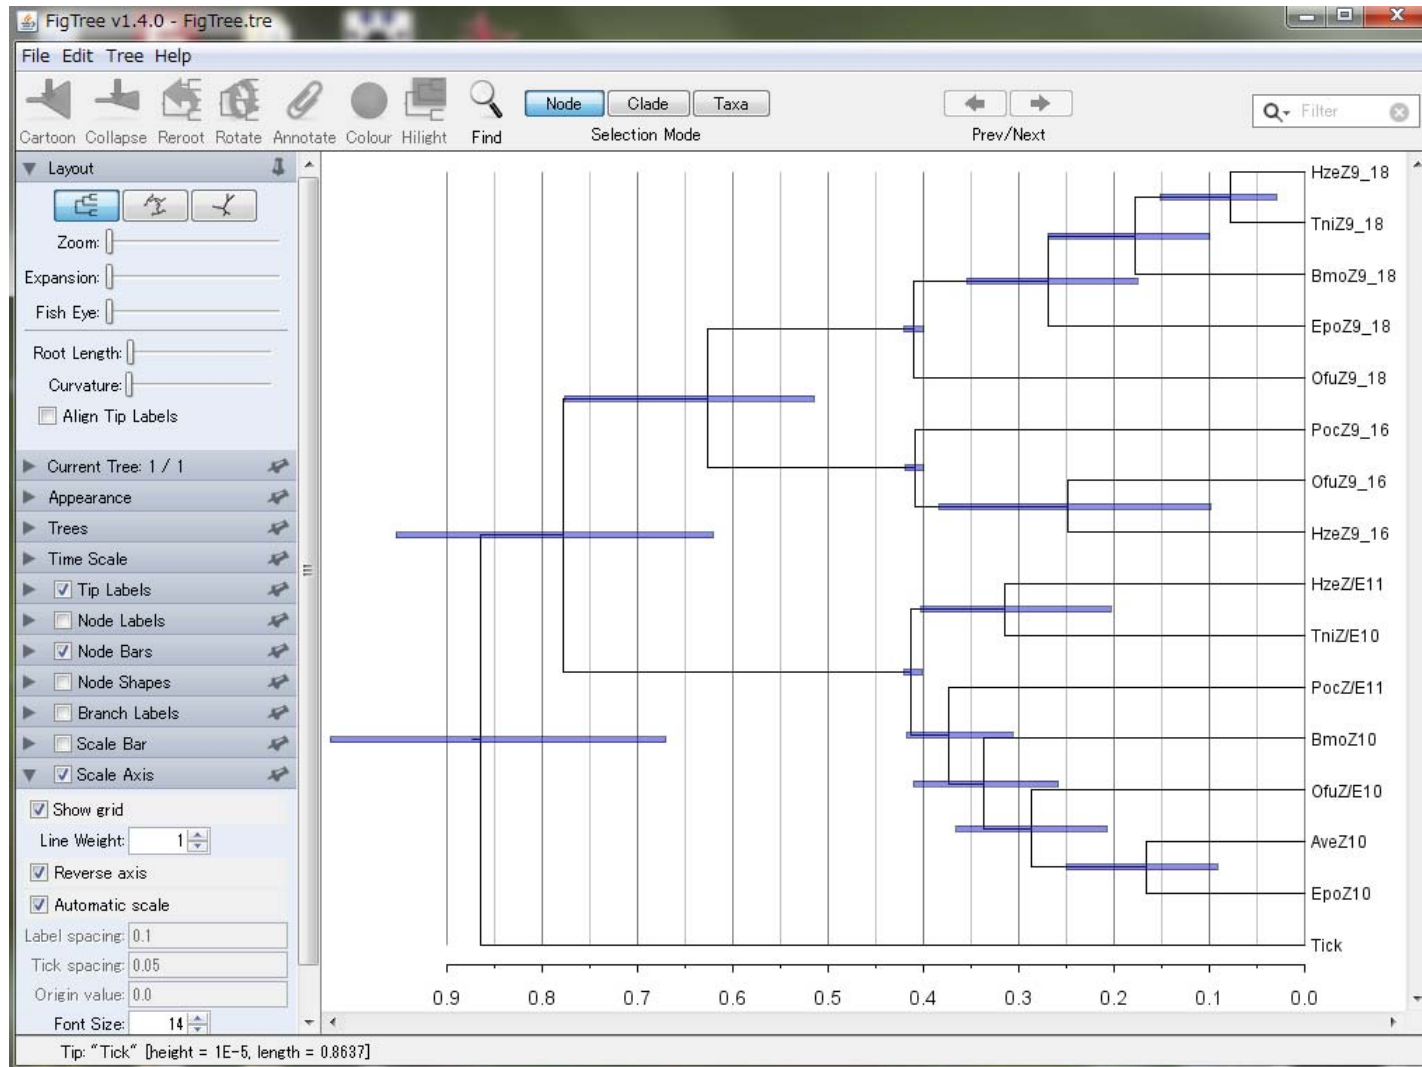 FigTree v1.4.0 - FigTree.tre
File Edit Tree Help
Cartoon Collapse Reroot Rotate Annotate Colour Hilight Find
Node Clade Taxa
Selection Mode
Prev/Next
Filter
Layout
Zoom:
Expansion:
Fish Eye:
Root Length:
Curvature:
Align Tip Labels
Current Tree: 1 / 1
Appearance
Trees
Time Scale
Tip Labels
Node Labels
Node Bars
Node Shapes
Branch Labels
Scale Bar
Scale Axis
Show grid
Line Weight: 1
Reverse axis
Automatic scale
Label spacing: 0.1
Tick spacing: 0.05
Origin value: 0.0
Font Size: 14
HzeZ9_18
TniZ9_18
BmoZ9_18
EpoZ9_18
OfuZ9_18
PocZ9_16
OfuZ9_16
HzeZ9_16
HzeZ/E11
TniZ/E10
PocZ/E11
BmoZ10
OfuZ/E10
AveZ10
EpoZ10
Tick
0.9 0.8 0.7 0.6 0.5 0.4 0.3 0.2 0.1 0.0
Tip: "Tick" [height = 1E-5, length = 0.8637]